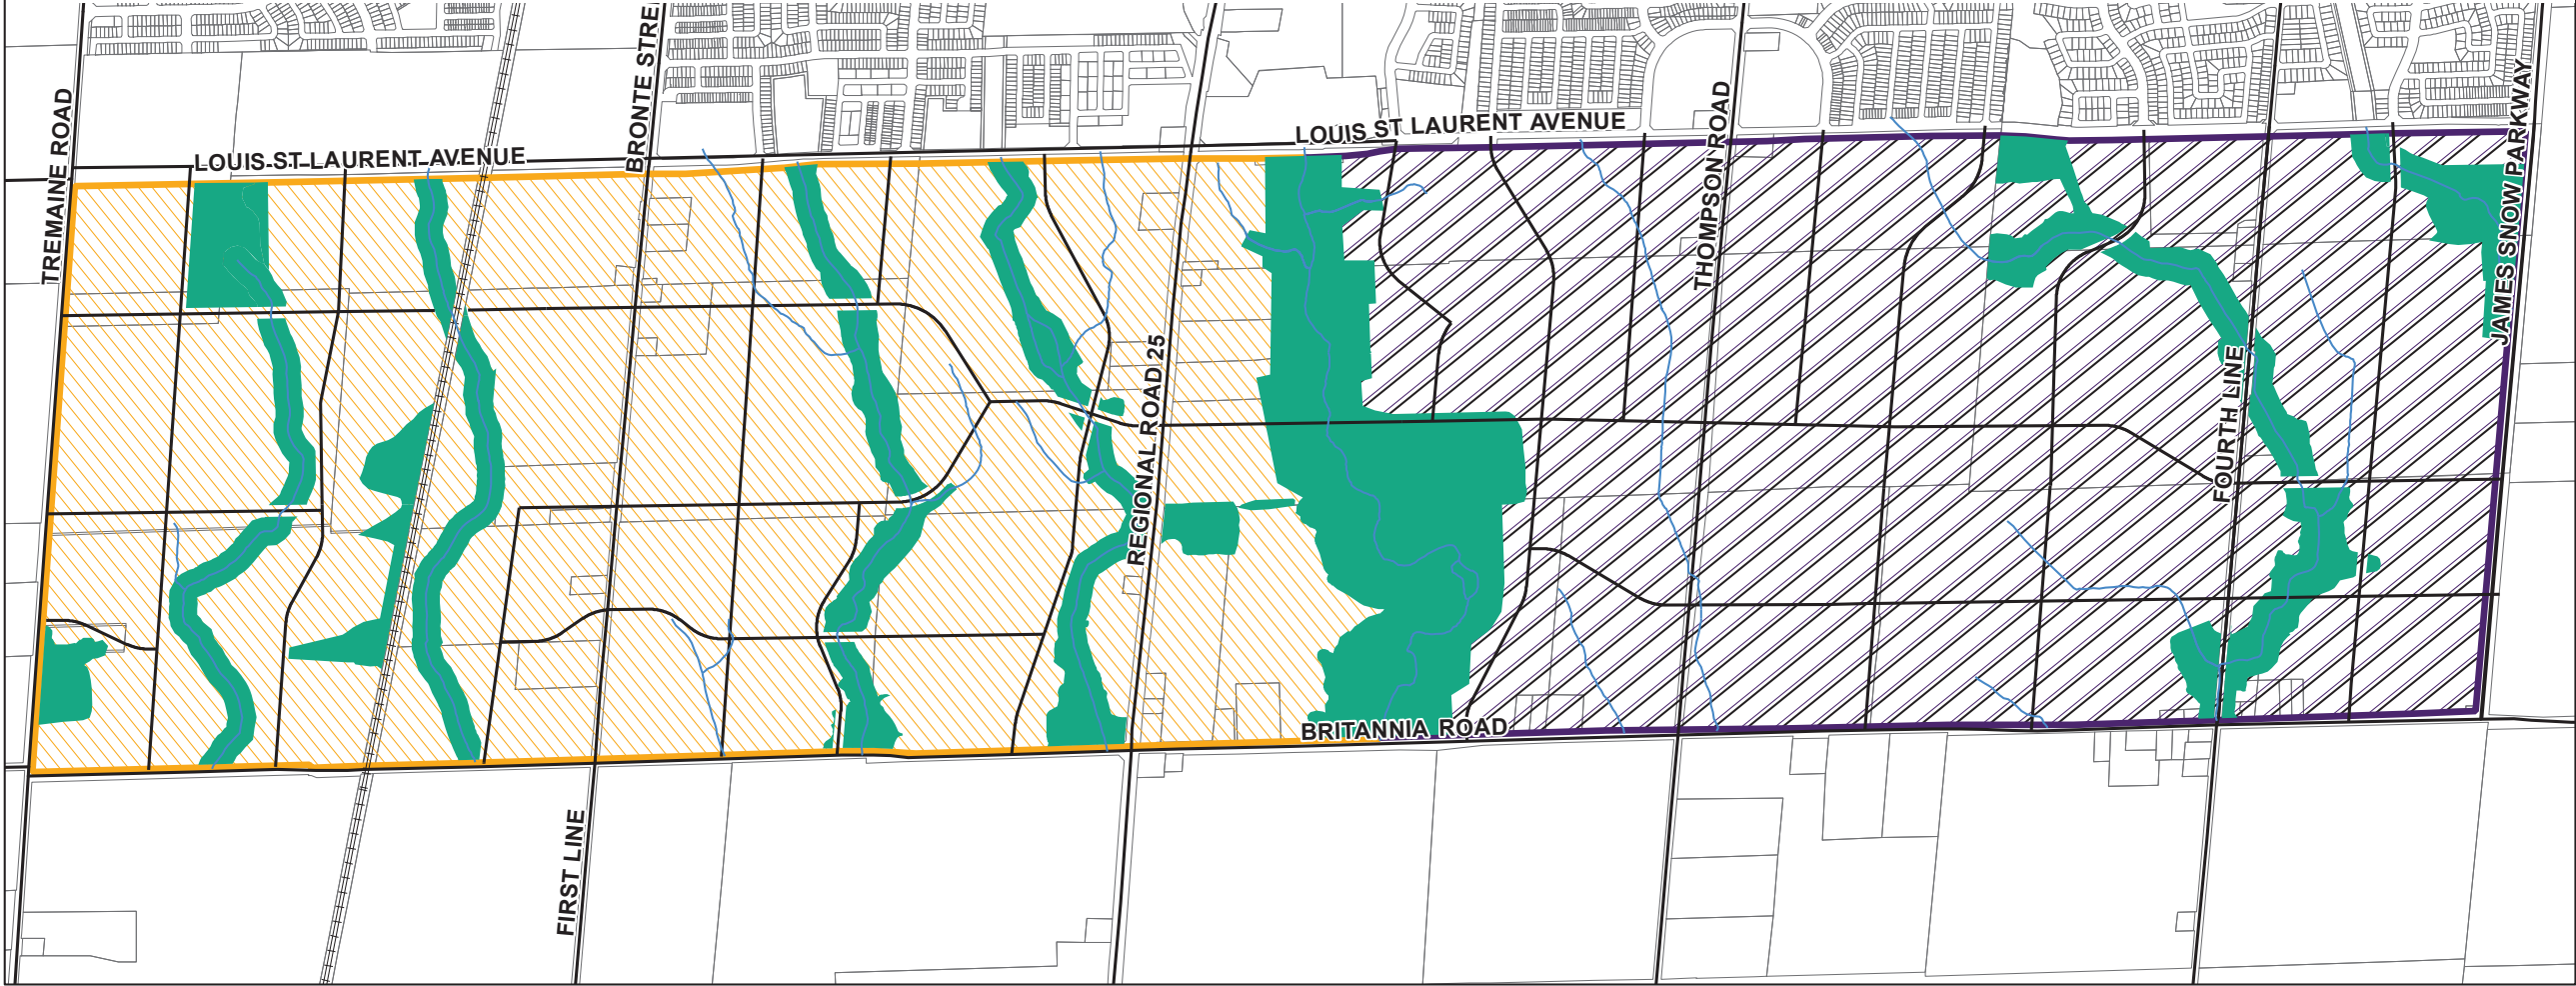 TREMAINE ROAD
LOUIS ST LAURENT AVENUE
BRONTE STRE
LOUIS ST LAURENT AVENUE
THOMPSON ROAD
JAMES SNOW PARKWAY
REGIONAL ROAD 25
FOURTH LINE
BRITANNIA ROAD
FIRST LINE